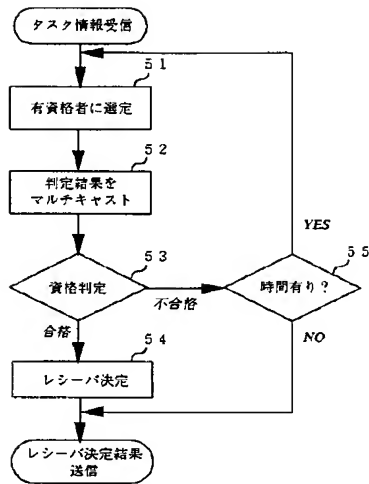 タスク情報受信
51
有資格者に選定
52
判定結果を
マルチキャスト
YES
53
55
資格判定
時間有り？
不合格
合格
NO
54
レシーバ決定
レシーバ決定結果
送信